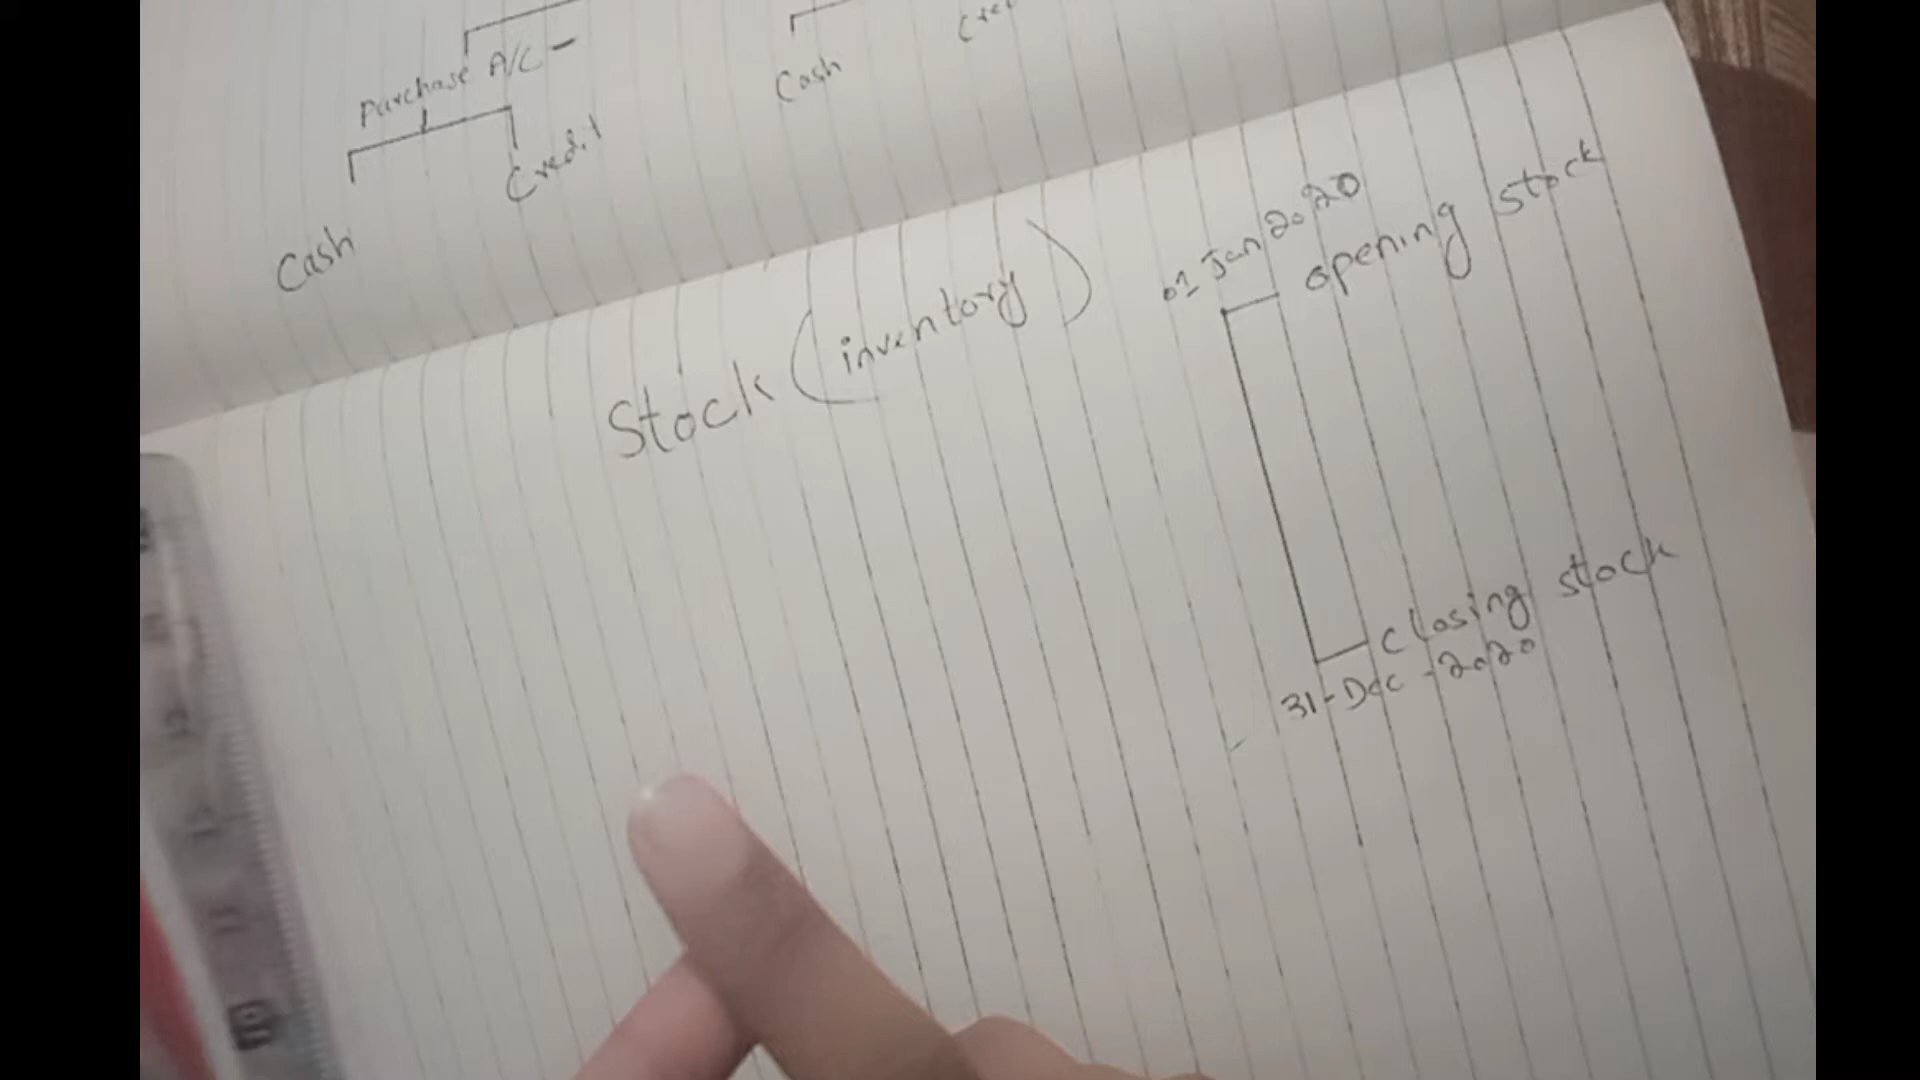 Purchase A/C -
Cash
Credit
Cash
Stock (inventory)
01 Jan 2020
opening stock
Closing stock
31-Dec-2020